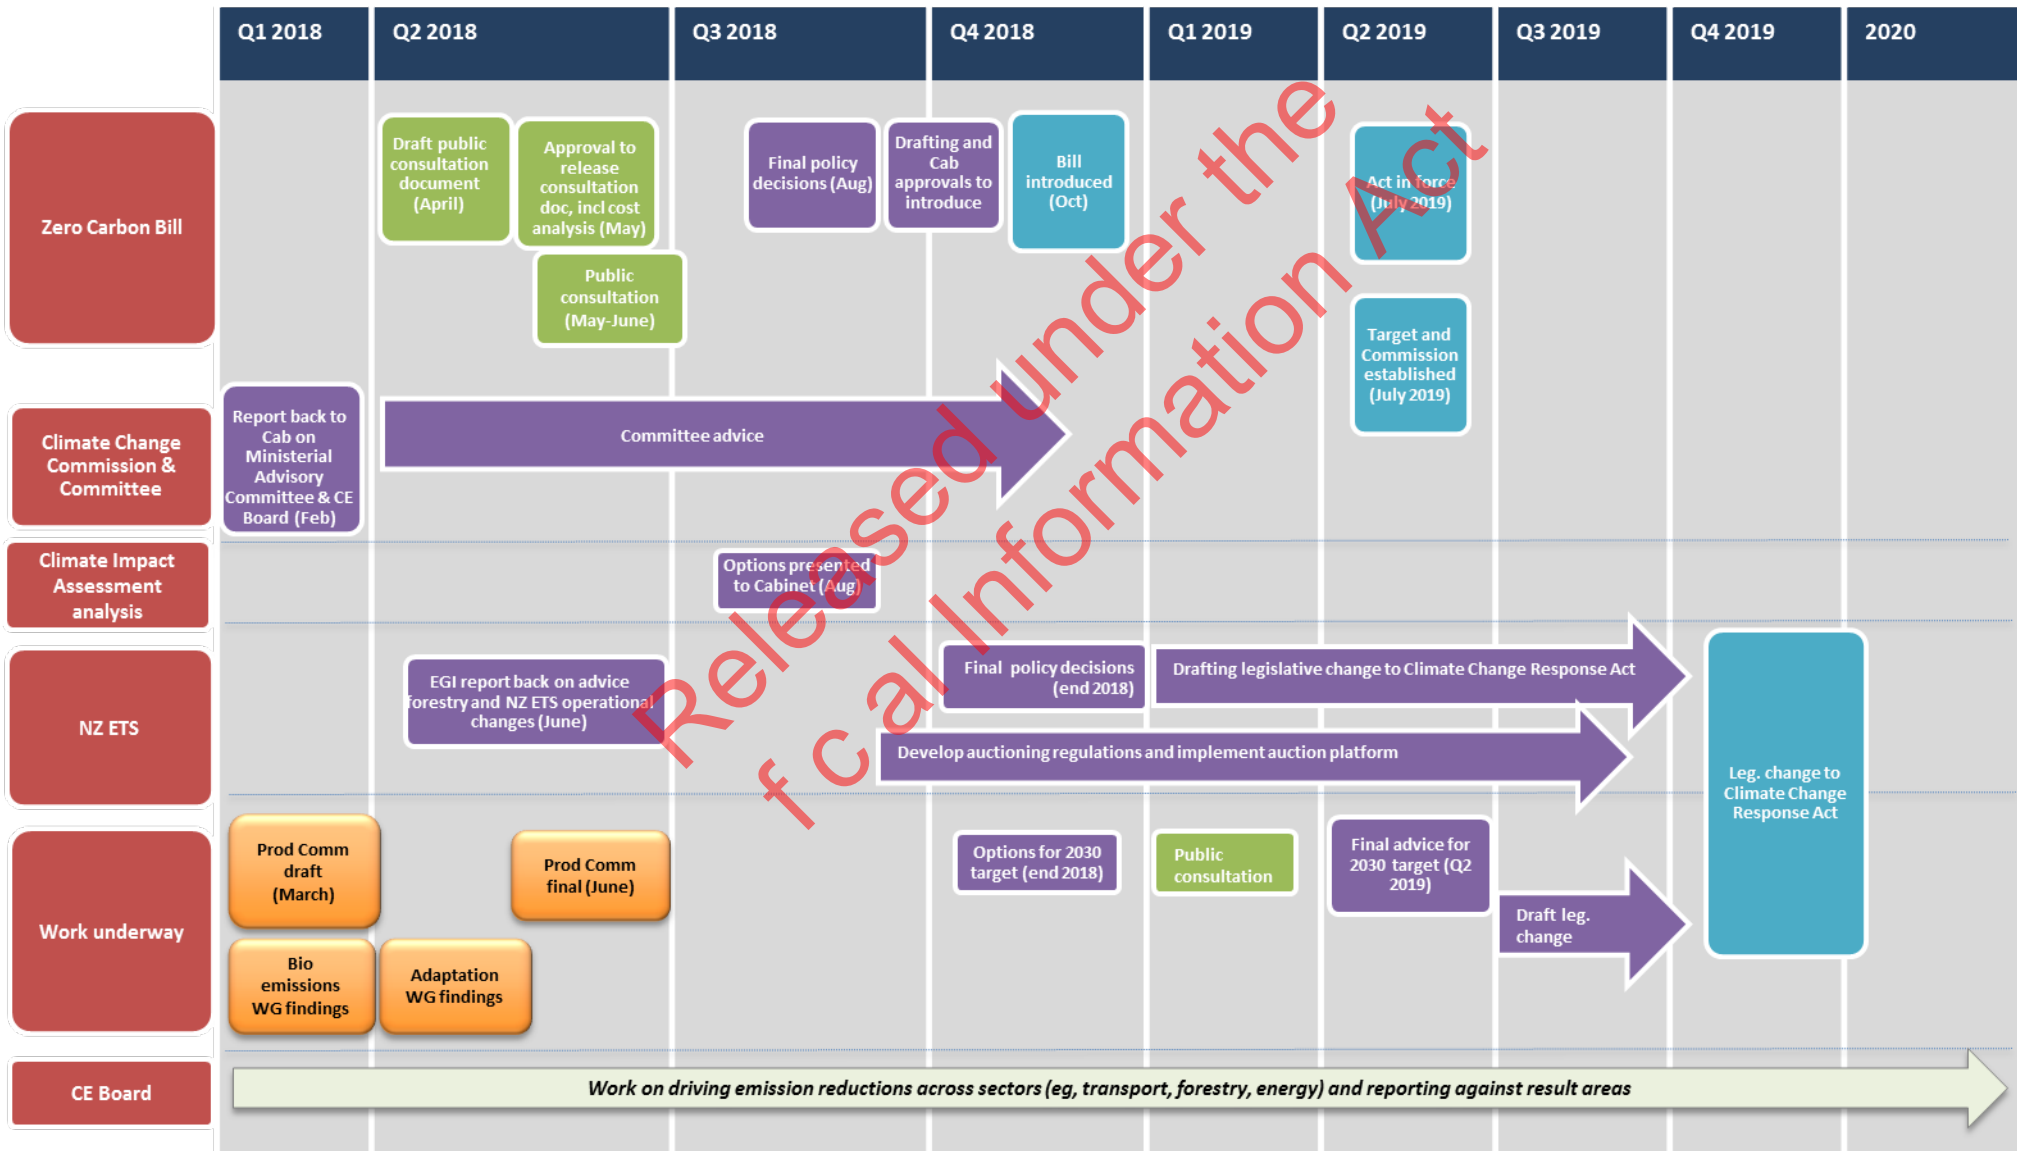 Q1 2018
Q2 2018
Q3 2018
Q4 2018
Q1 2019
Q2 2019
Q3 2019
Q4 2019
2020
Zero Carbon Bill
Draft public
consultation
document
(April)
Approval to
release
consultation
doc, incl cost
analysis (May)
Public
consultation
(May-June)
Final policy
decisions (Aug)
Drafting and
Cab
approvals to
introduce
Bill
introduced
(Oct)
Act in force
(July 2019)
Target and
Commission
established
(July 2019)
Climate Change
Commission &
Committee
Report back to
Cab on
Ministerial
Advisory
Committee & CE
Board (Feb)
Committee advice
Climate Impact
Assessment
analysis
Options presented
to Cabinet (Aug)
NZ ETS
EGI report back on advice
forestry and NZ ETS operational
changes (June)
Final policy decisions
(end 2018)
Drafting legislative change to Climate Change Response Act
Develop auctioning regulations and implement auction platform
Leg. change to
Climate Change
Response Act
Work underway
Prod Comm
draft
(March)
Prod Comm
final (June)
Bio
emissions
WG findings
Adaptation
WG findings
Options for 2030
target (end 2018)
Public
consultation
Final advice for
2030 target (Q2
2019)
Draft leg.
change
CE Board
Work on driving emission reductions across sectors (eg, transport, forestry, energy) and reporting against result areas
Released under the
f c al Information Act